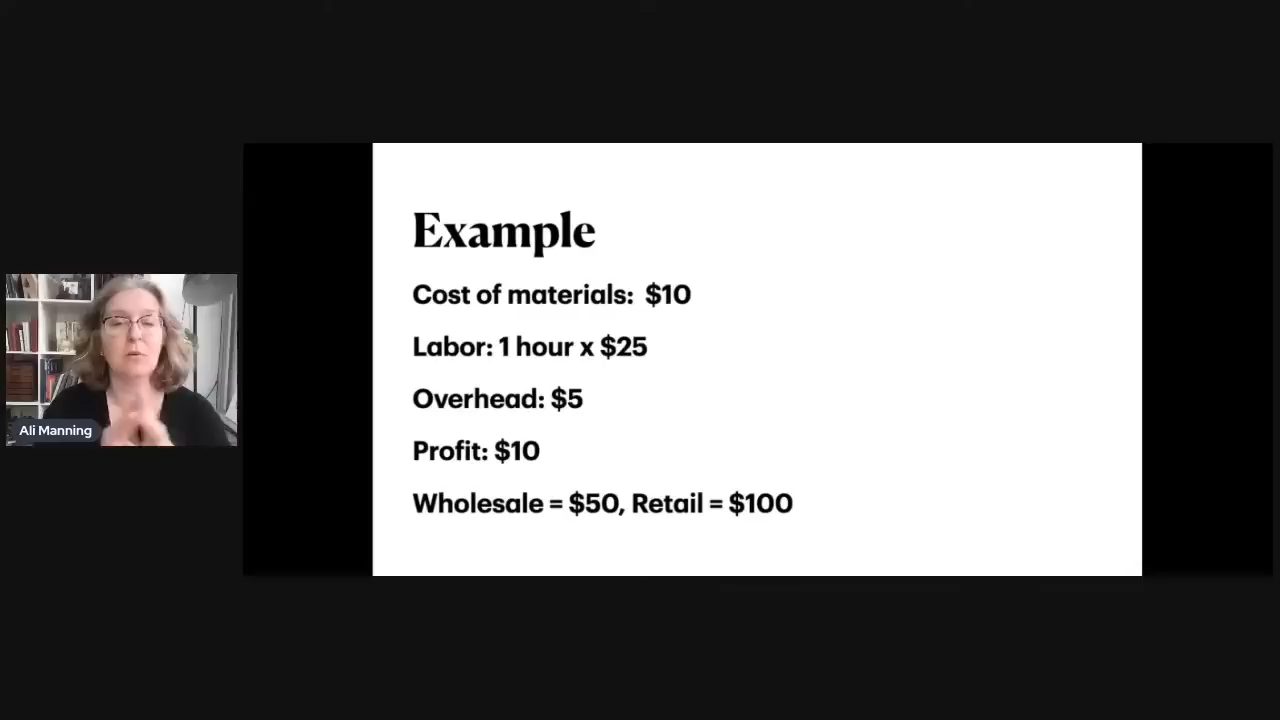 Example
Cost of materials:  $10
Labor: 1 hour x $25
Overhead: $5
Profit: $10
Wholesale = $50, Retail = $100
Ali Manning